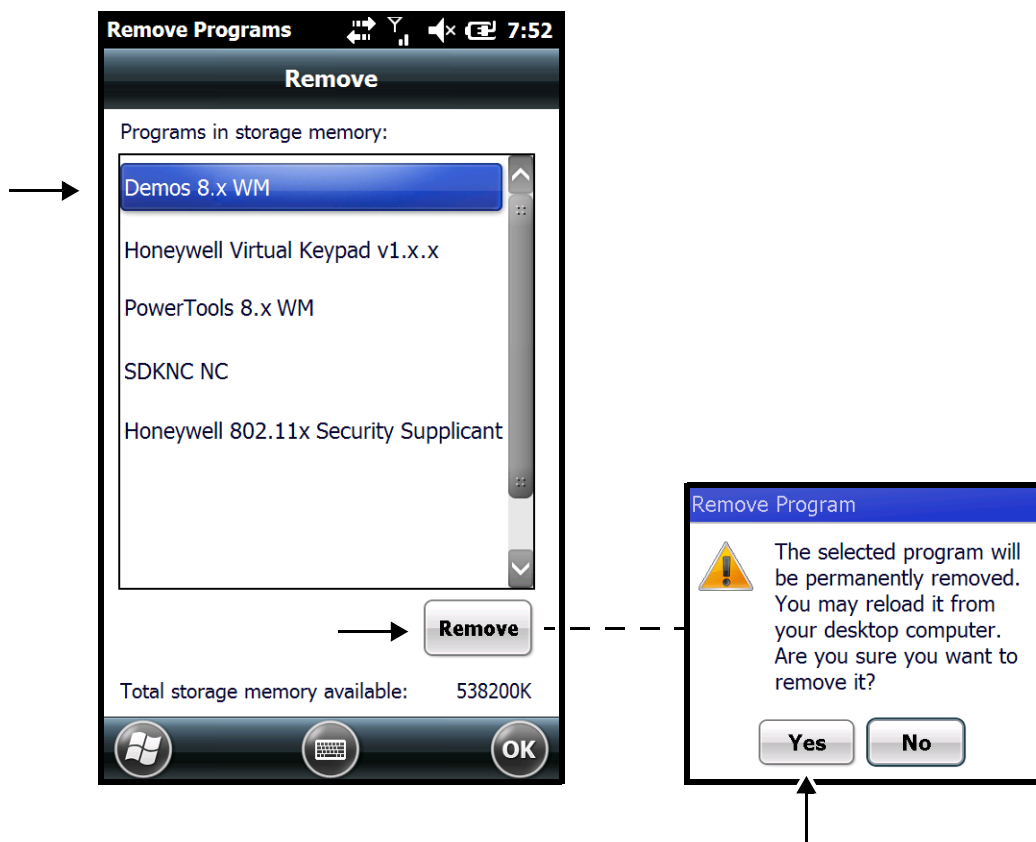 Remove Programs 7:52
Remove
Programs in storage memory:
Demos 8.x WM
Honeywell Virtual Keypad v1.x.x
PowerTools 8.x WM
SDKNC NC
Honeywell 802.11x Security Supplicant
Remove
Total storage memory available: 538200K
OK
Remove Program
The selected program will
be permanently removed.
You may reload it from
your desktop computer.
Are you sure you want to
remove it?
Yes No